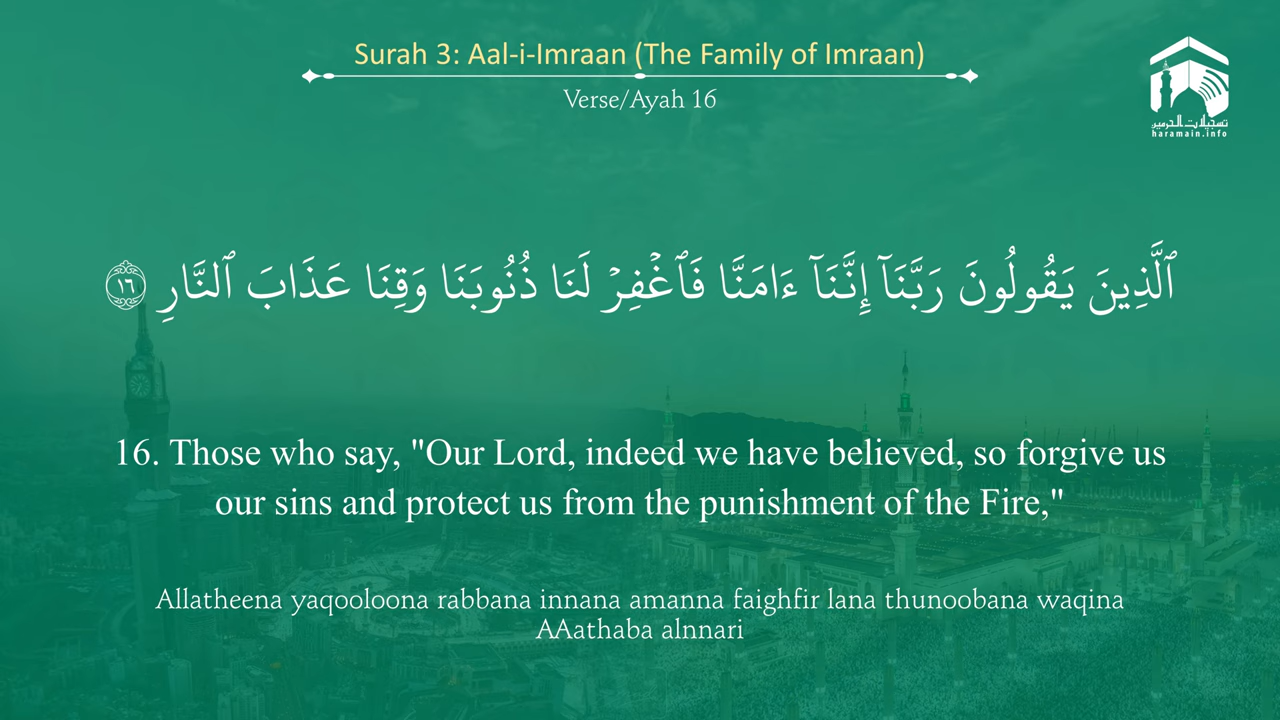 Surah 3: Aal-i-Imraan (The Family of Imraan)
Verse/Ayah 16
تسجيلات الحرمين
haramain.info
ٱلَّذِينَ يَقُولُونَ رَبَّنَآ إِنَّنَآ ءَامَنَّا فَٱغْفِرْ لَنَا ذُنُوبَنَا وَقِنَا عَذَابَ ٱلنَّارِ ١٦
16. Those who say, "Our Lord, indeed we have believed, so forgive us
our sins and protect us from the punishment of the Fire,"
Allatheena yaqooloona rabbana innana amanna faighfir lana thunoobana waqina
AAathaba alnnari